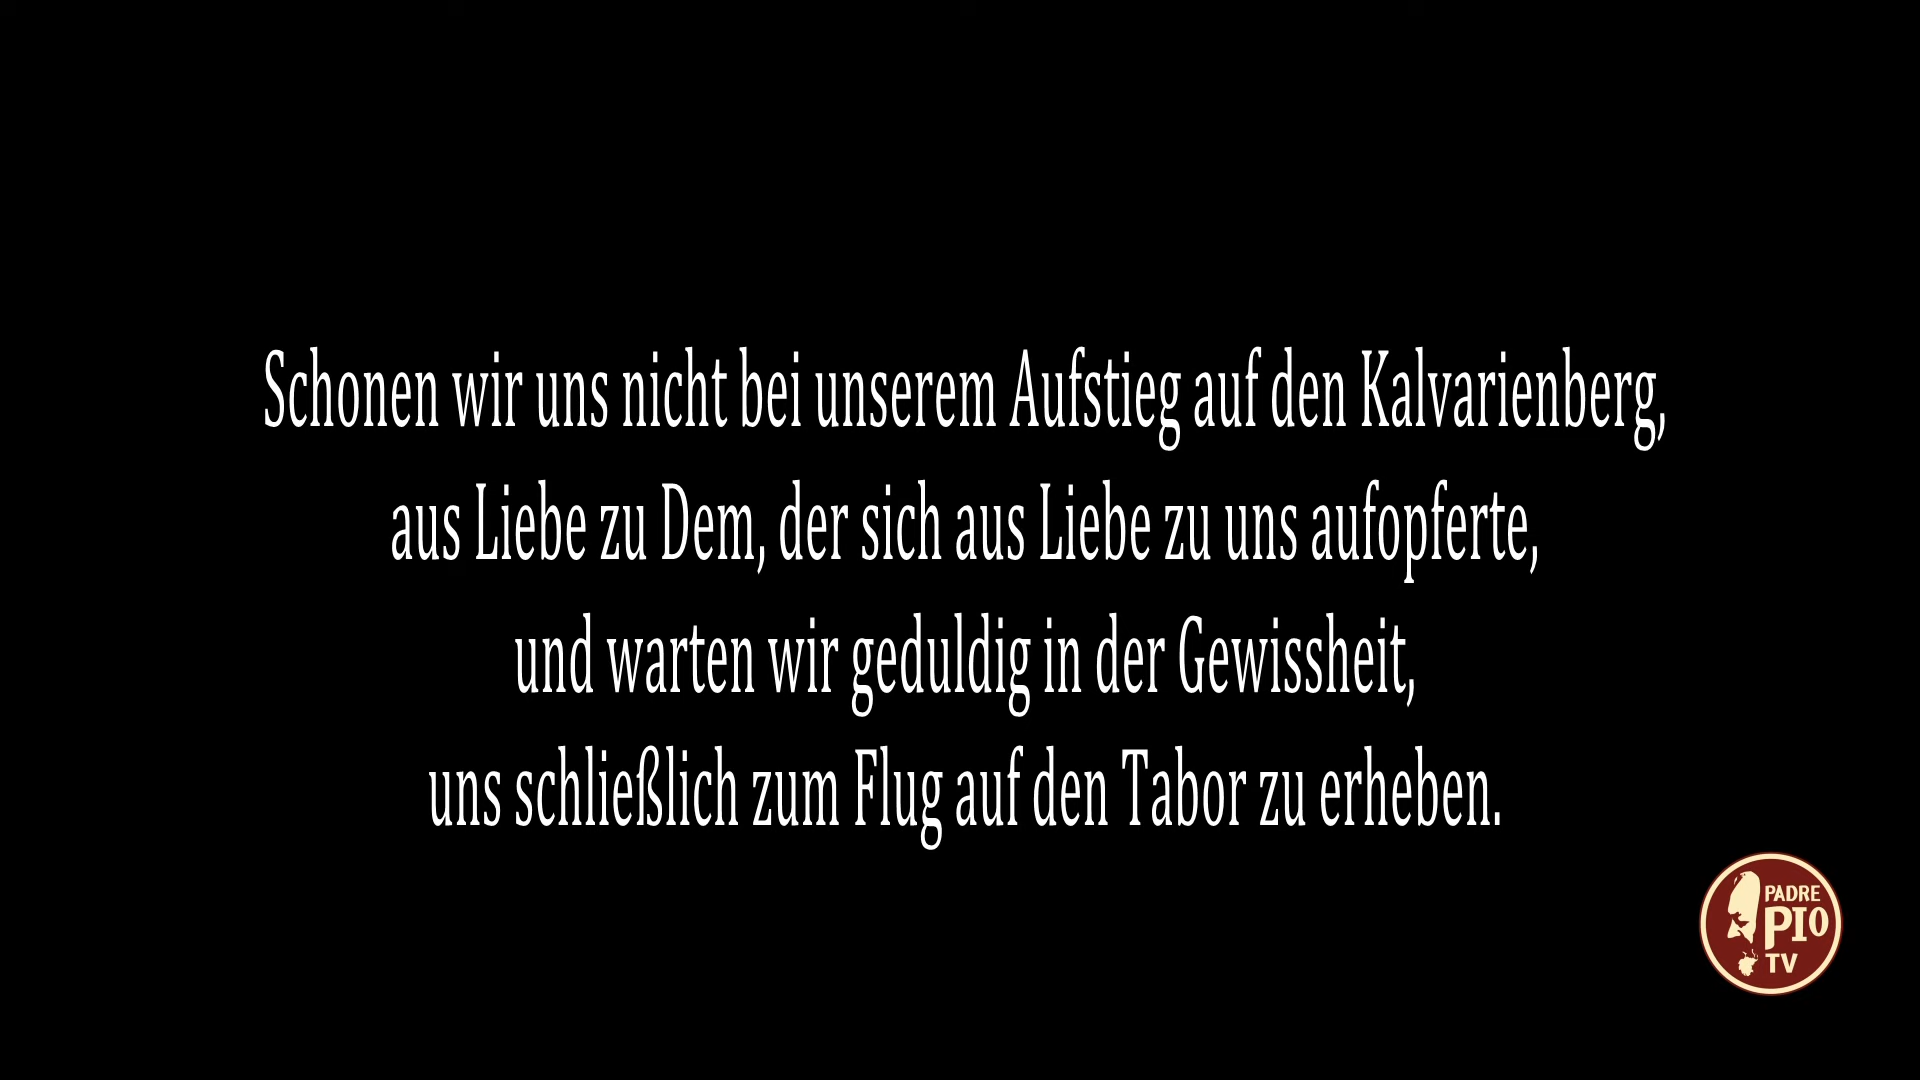 Schonen wir uns nicht bei unserem Aufstieg auf den Kalvarienberg,
aus Liebe zu Dem, der sich aus Liebe zu uns aufopferte,
und warten wir geduldig in der Gewissheit,
uns schließlich zum Flug auf den Tabor zu erheben.
PADRE
PIO
TV